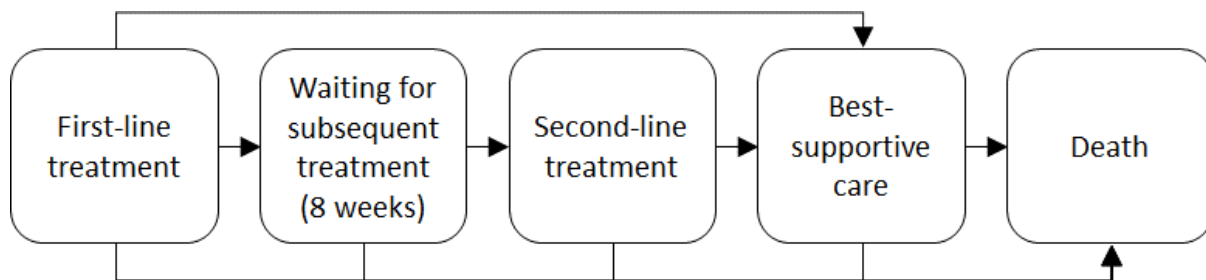 First-line
treatment
Waiting for
subsequent
treatment
(8 weeks)
Second-line
treatment
Best-
supportive
care
Death